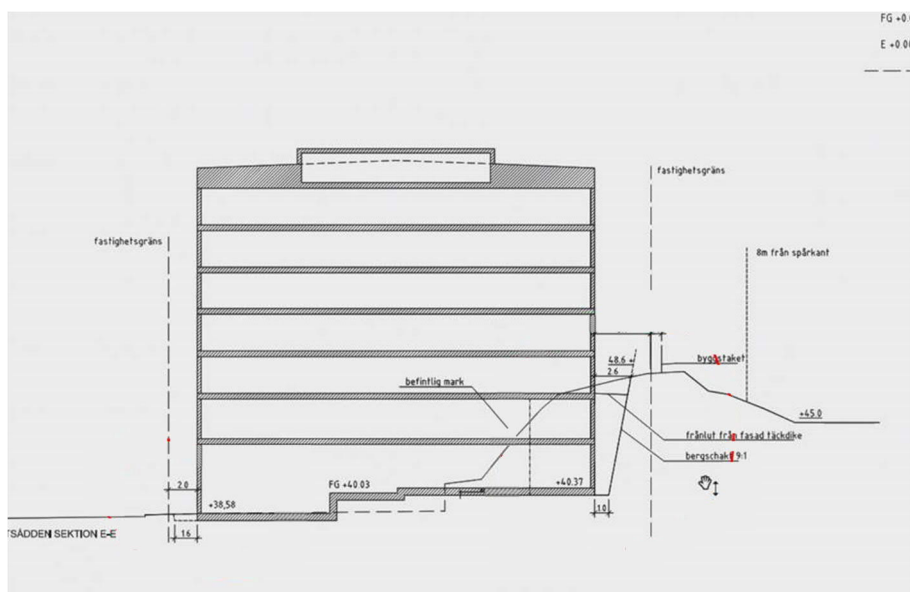 FG +0.
E +0.0
fastighetsgräns
fastighetsgräns
8m från spårkant
48.6 +
2.6
byggstaket
befintlig mark
+45.0
frånlut från fasad täckdike
bergschakt 9:1
FG +40.03
+40.37
2.0
+38,58
1.0
TSÅDDEN SEKTION E-E
1.6